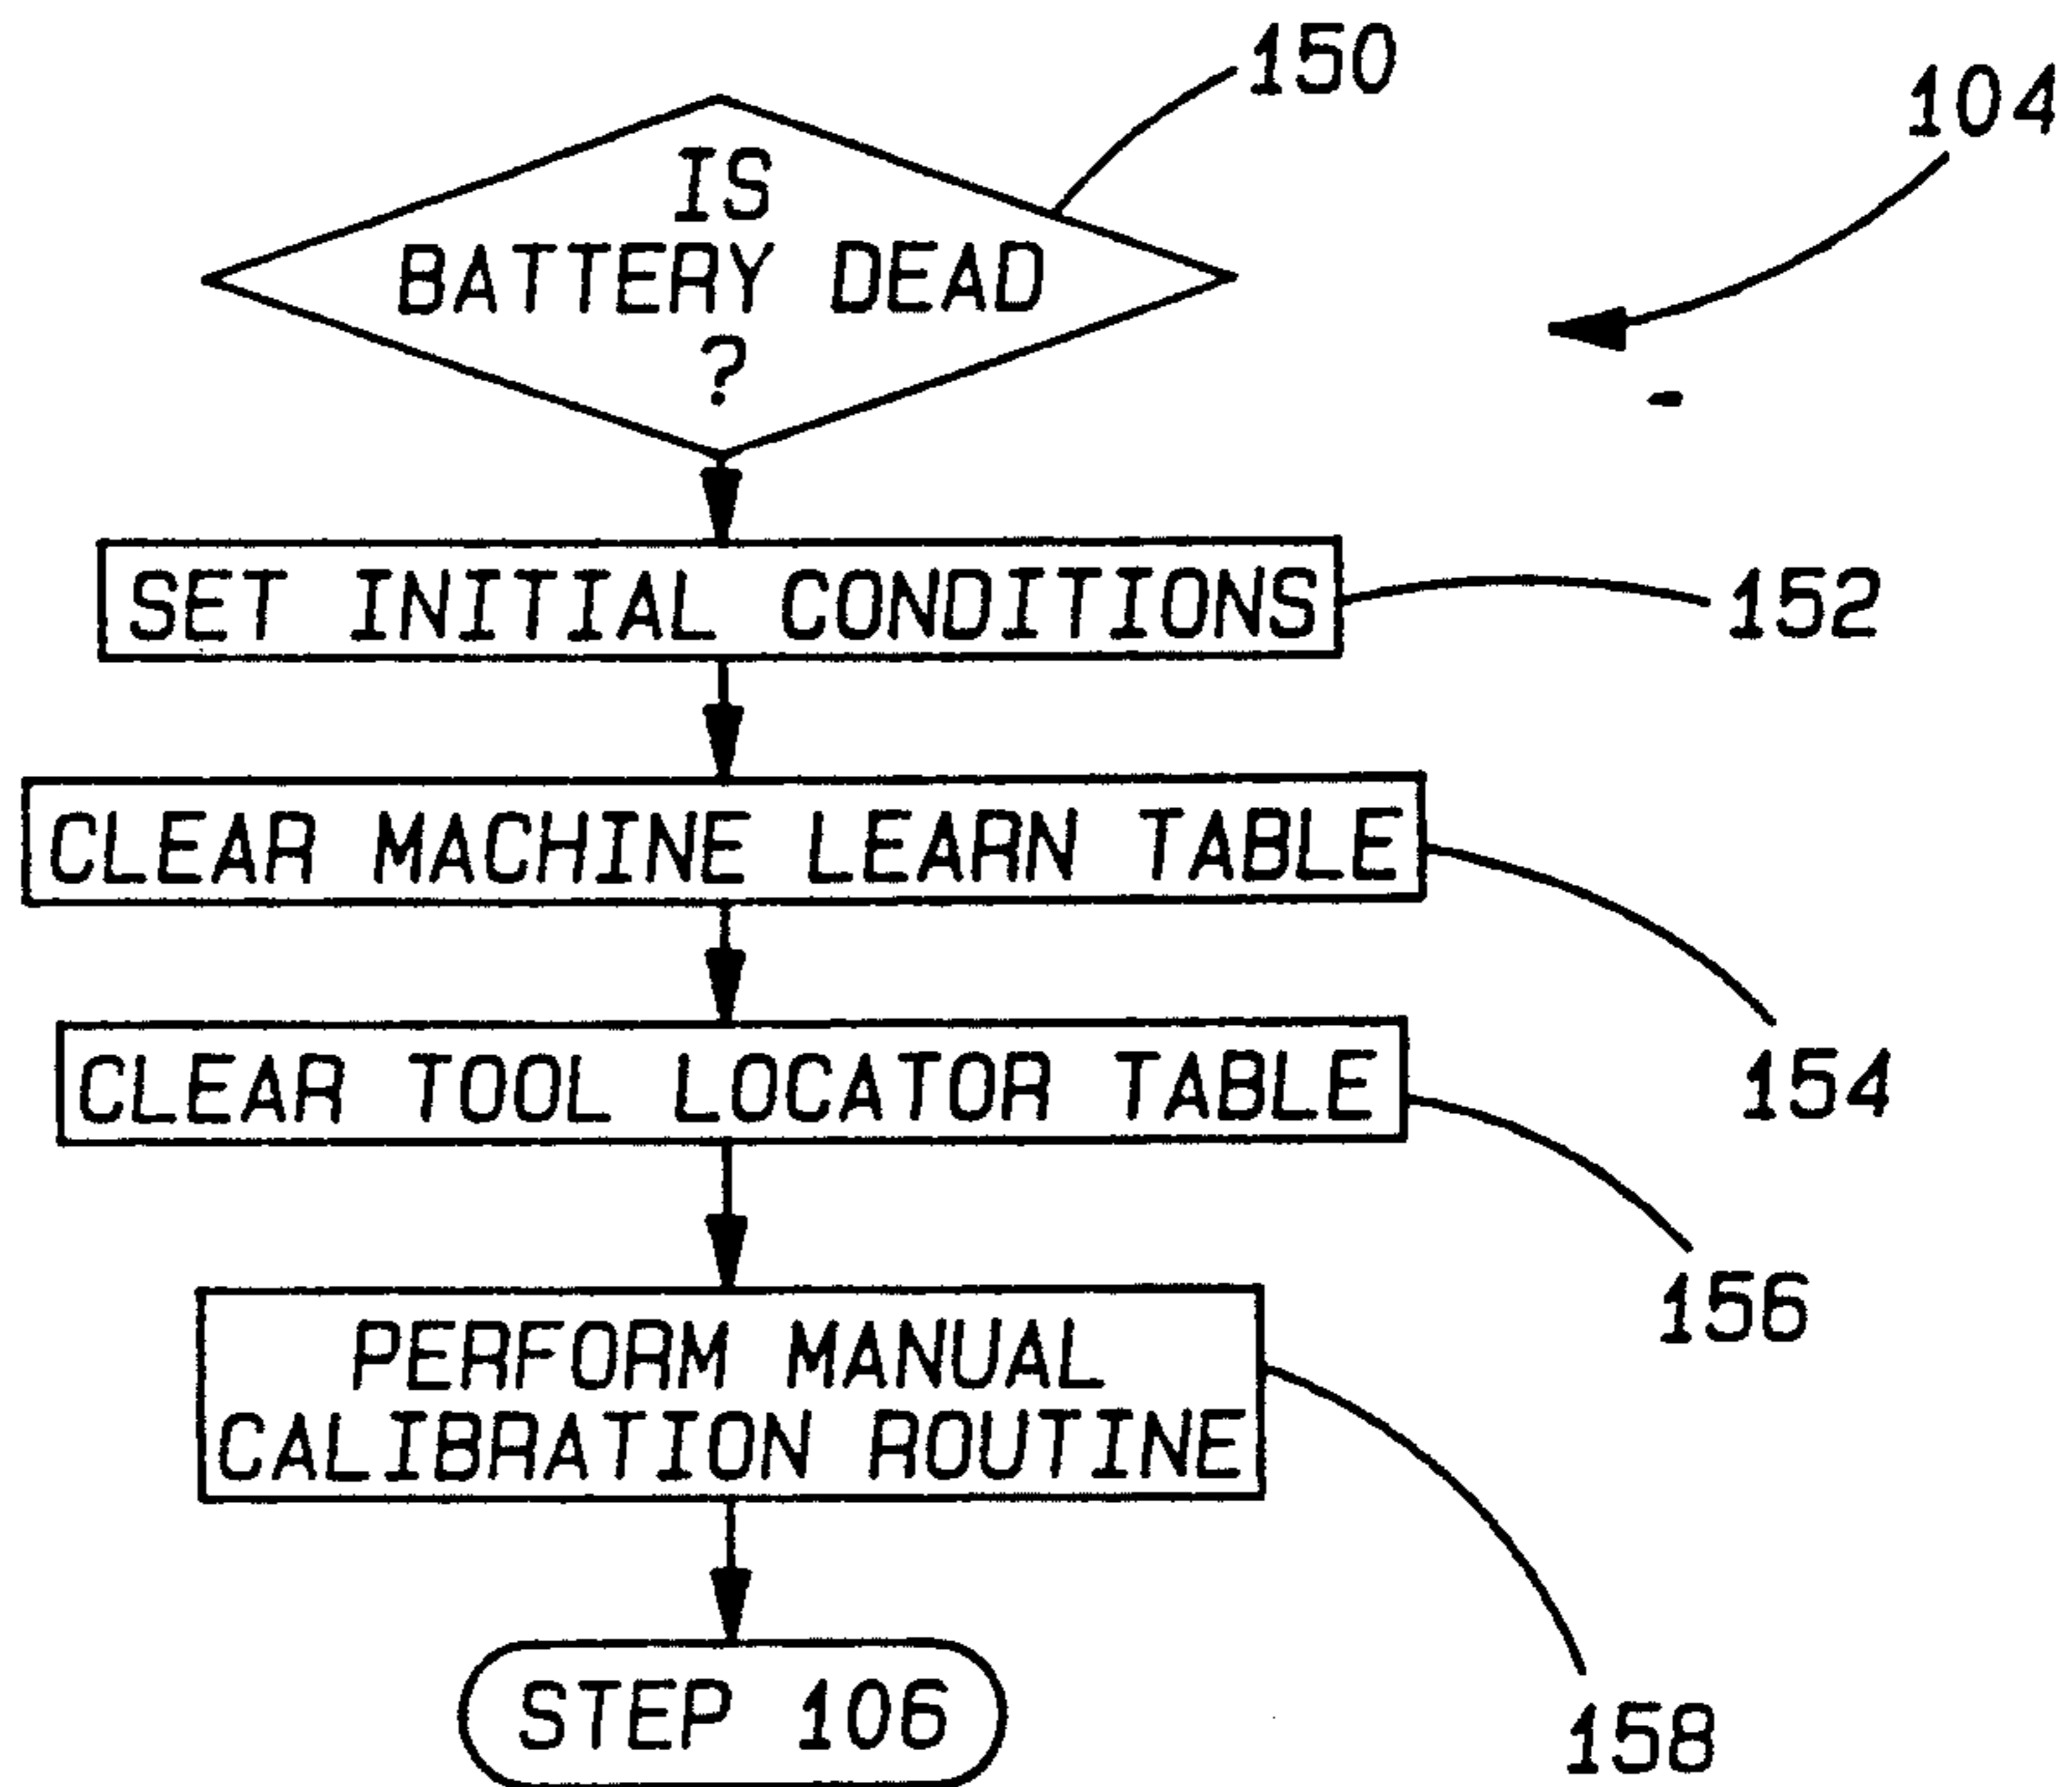 150
104
IS
BATTERY DEAD
?
SET INITIAL CONDITIONS
152
CLEAR MACHINE LEARN TABLE
154
CLEAR TOOL LOCATOR TABLE
156
PERFORM MANUAL
CALIBRATION ROUTINE
158
STEP 106